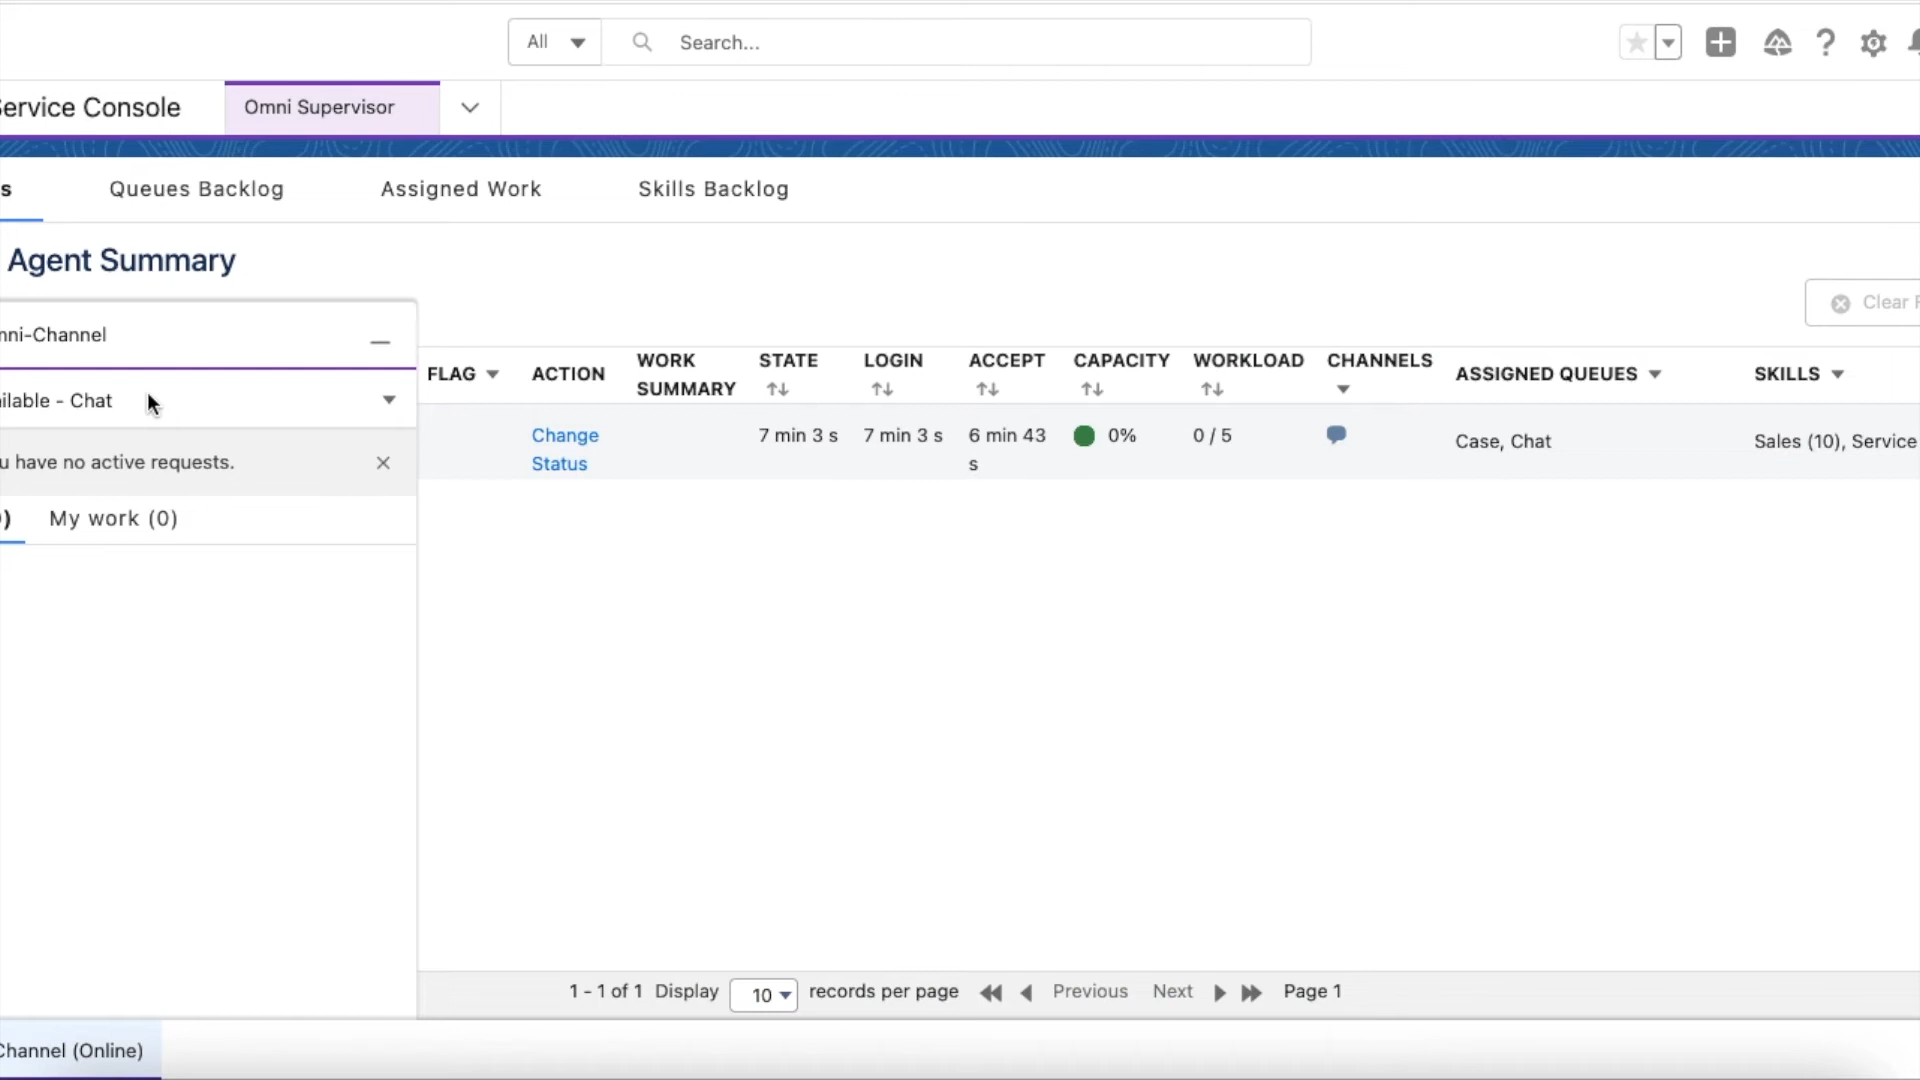 All
Search...
ervice Console
Omni Supervisor
s
Queues Backlog
Assigned Work
Skills Backlog
Agent Summary
Clear F
mni-Channel
ilable - Chat
u have no active requests.
0)
My work (0)
FLAG
ACTION
WORK SUMMARY
STATE
LOGIN
ACCEPT
CAPACITY
WORKLOAD
CHANNELS
ASSIGNED QUEUES
SKILLS
Change Status
7 min 3 s
7 min 3 s
6 min 43 s
0%
0 / 5
Case, Chat
Sales (10), Service
1 - 1 of 1 Display 10 records per page Previous Next Page 1
Channel (Online)